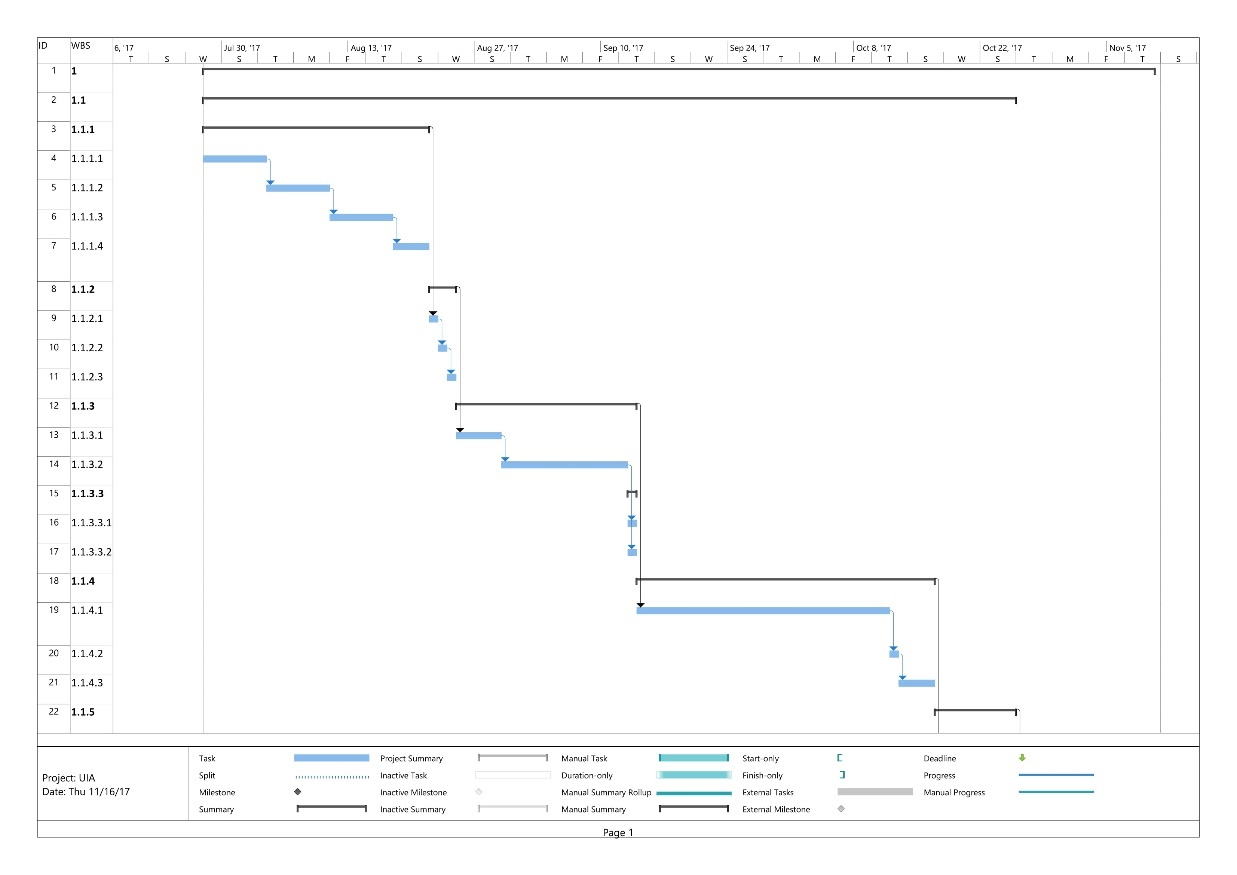 ID WBS 6, '17 Jul 30, '17 Aug 13, '17 Aug 27, '17 Sep 10, '17 Sep 24, '17 Oct 8, '17 Oct 22, '17 Nov 5, '17
T S W S T M F T S W S T M F T S W S T M F T S W S T M F T S
1 1
2 1.1
3 1.1.1
4 1.1.1.1
5 1.1.1.2
6 1.1.1.3
7 1.1.1.4
8 1.1.2
9 1.1.2.1
10 1.1.2.2
11 1.1.2.3
12 1.1.3
13 1.1.3.1
14 1.1.3.2
15 1.1.3.3
16 1.1.3.3.1
17 1.1.3.3.2
18 1.1.4
19 1.1.4.1
20 1.1.4.2
21 1.1.4.3
22 1.1.5
Project: UIA
Date: Thu 11/16/17
Task Project Summary Manual Task Start-only Deadline
Split Inactive Task Duration-only Finish-only Progress
Milestone Inactive Milestone Manual Summary Rollup External Tasks Manual Progress
Summary Inactive Summary Manual Summary External Milestone
Page 1